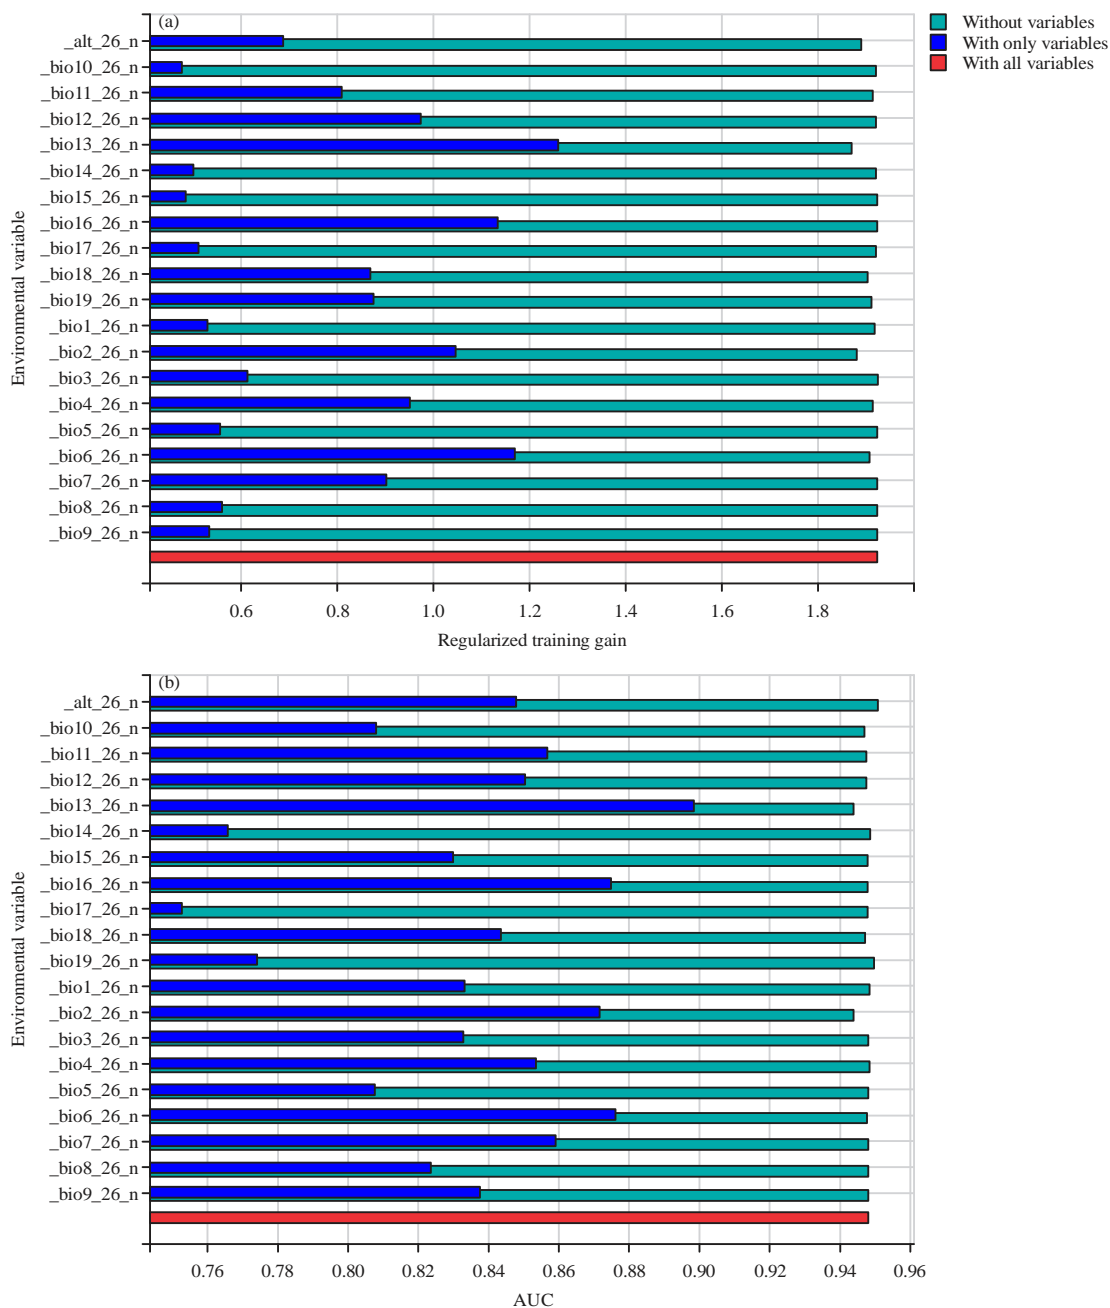 (a)
Without variables
With only variables
With all variables
Environmental variable
_alt_26_n
_bio10_26_n
_bio11_26_n
_bio12_26_n
_bio13_26_n
_bio14_26_n
_bio15_26_n
_bio16_26_n
_bio17_26_n
_bio18_26_n
_bio19_26_n
_bio1_26_n
_bio2_26_n
_bio3_26_n
_bio4_26_n
_bio5_26_n
_bio6_26_n
_bio7_26_n
_bio8_26_n
_bio9_26_n
0.6 0.8 1.0 1.2 1.4 1.6 1.8
Regularized training gain
(b)
Environmental variable
_alt_26_n
_bio10_26_n
_bio11_26_n
_bio12_26_n
_bio13_26_n
_bio14_26_n
_bio15_26_n
_bio16_26_n
_bio17_26_n
_bio18_26_n
_bio19_26_n
_bio1_26_n
_bio2_26_n
_bio3_26_n
_bio4_26_n
_bio5_26_n
_bio6_26_n
_bio7_26_n
_bio8_26_n
_bio9_26_n
0.76 0.78 0.80 0.82 0.84 0.86 0.88 0.90 0.92 0.94 0.96
AUC